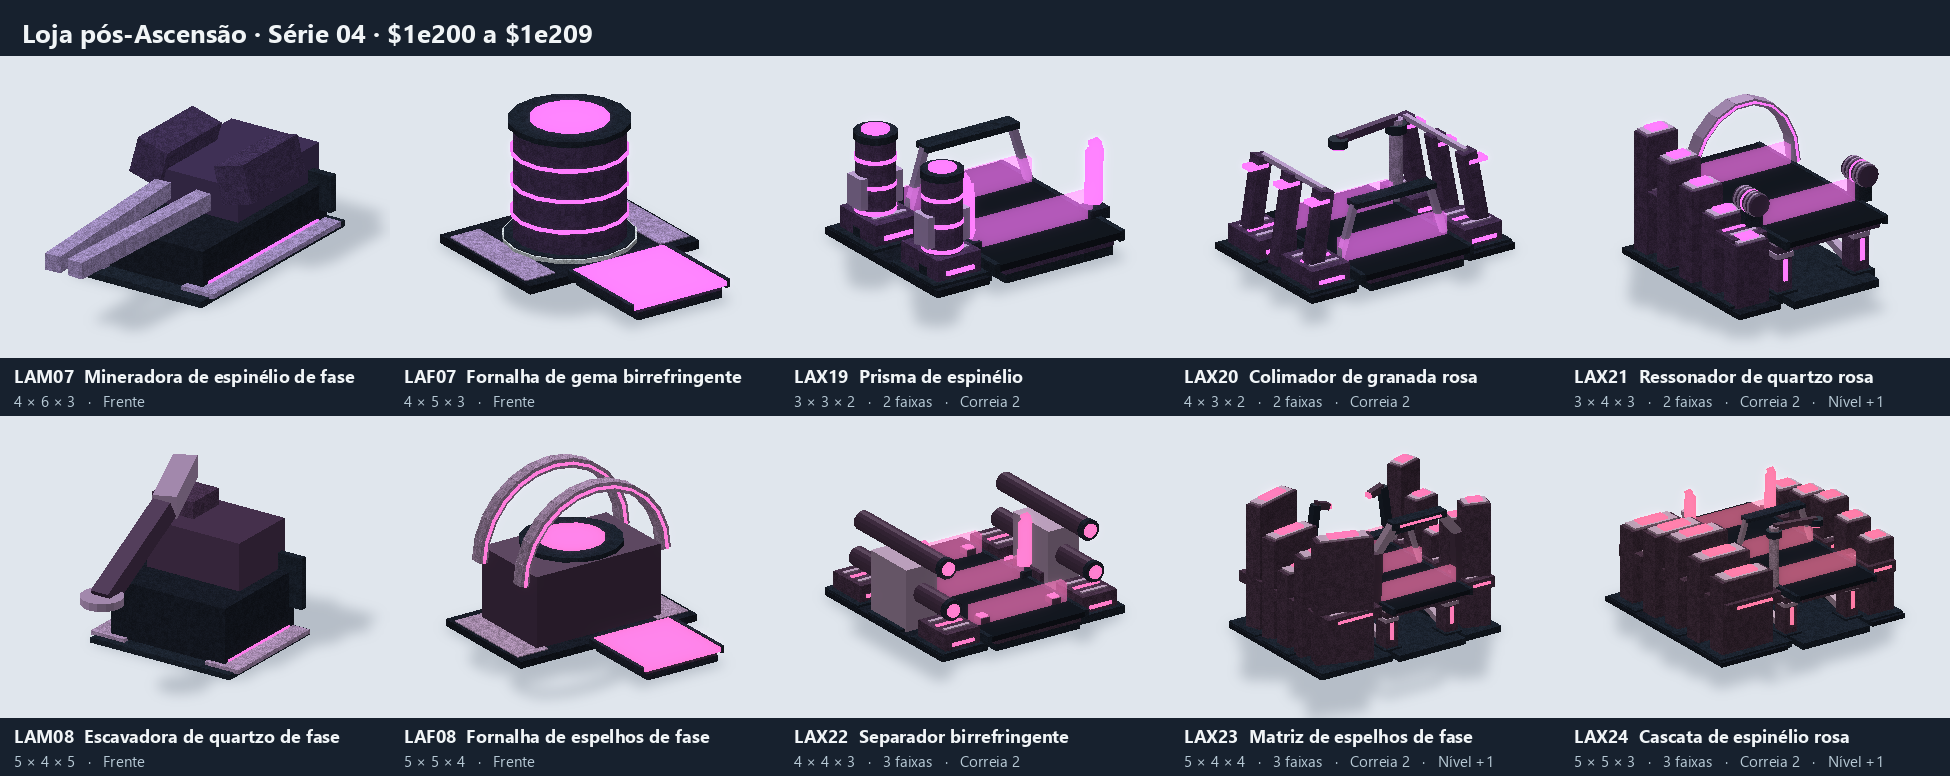 Loja pós-Ascensão · Série 04 · $1e200 a $1e209
LAM07 Mineradora de espinélio de fase
4 × 6 × 3 · Frente
LAF07 Fornalha de gema birrefringente
4 × 5 × 3 · Frente
LAX19 Prisma de espinélio
3 × 3 × 2 · 2 faixas · Correia 2
LAX20 Colimador de granada rosa
4 × 3 × 2 · 2 faixas · Correia 2
LAX21 Ressonador de quartzo rosa
3 × 4 × 3 · 2 faixas · Correia 2 · Nível +1
LAM08 Escavadora de quartzo de fase
5 × 4 × 5 · Frente
LAF08 Fornalha de espelhos de fase
5 × 5 × 4 · Frente
LAX22 Separador birrefringente
4 × 4 × 3 · 3 faixas · Correia 2
LAX23 Matriz de espelhos de fase
5 × 4 × 4 · 3 faixas · Correia 2 · Nível +1
LAX24 Cascata de espinélio rosa
5 × 5 × 3 · 3 faixas · Correia 2 · Nível +1